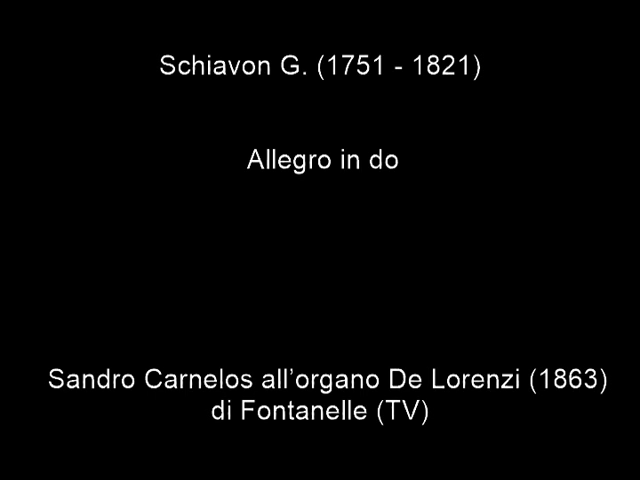 Schiavon G. (1751 - 1821)
Allegro in do
Sandro Carnelos all’organo De Lorenzi (1863)
di Fontanelle (TV)